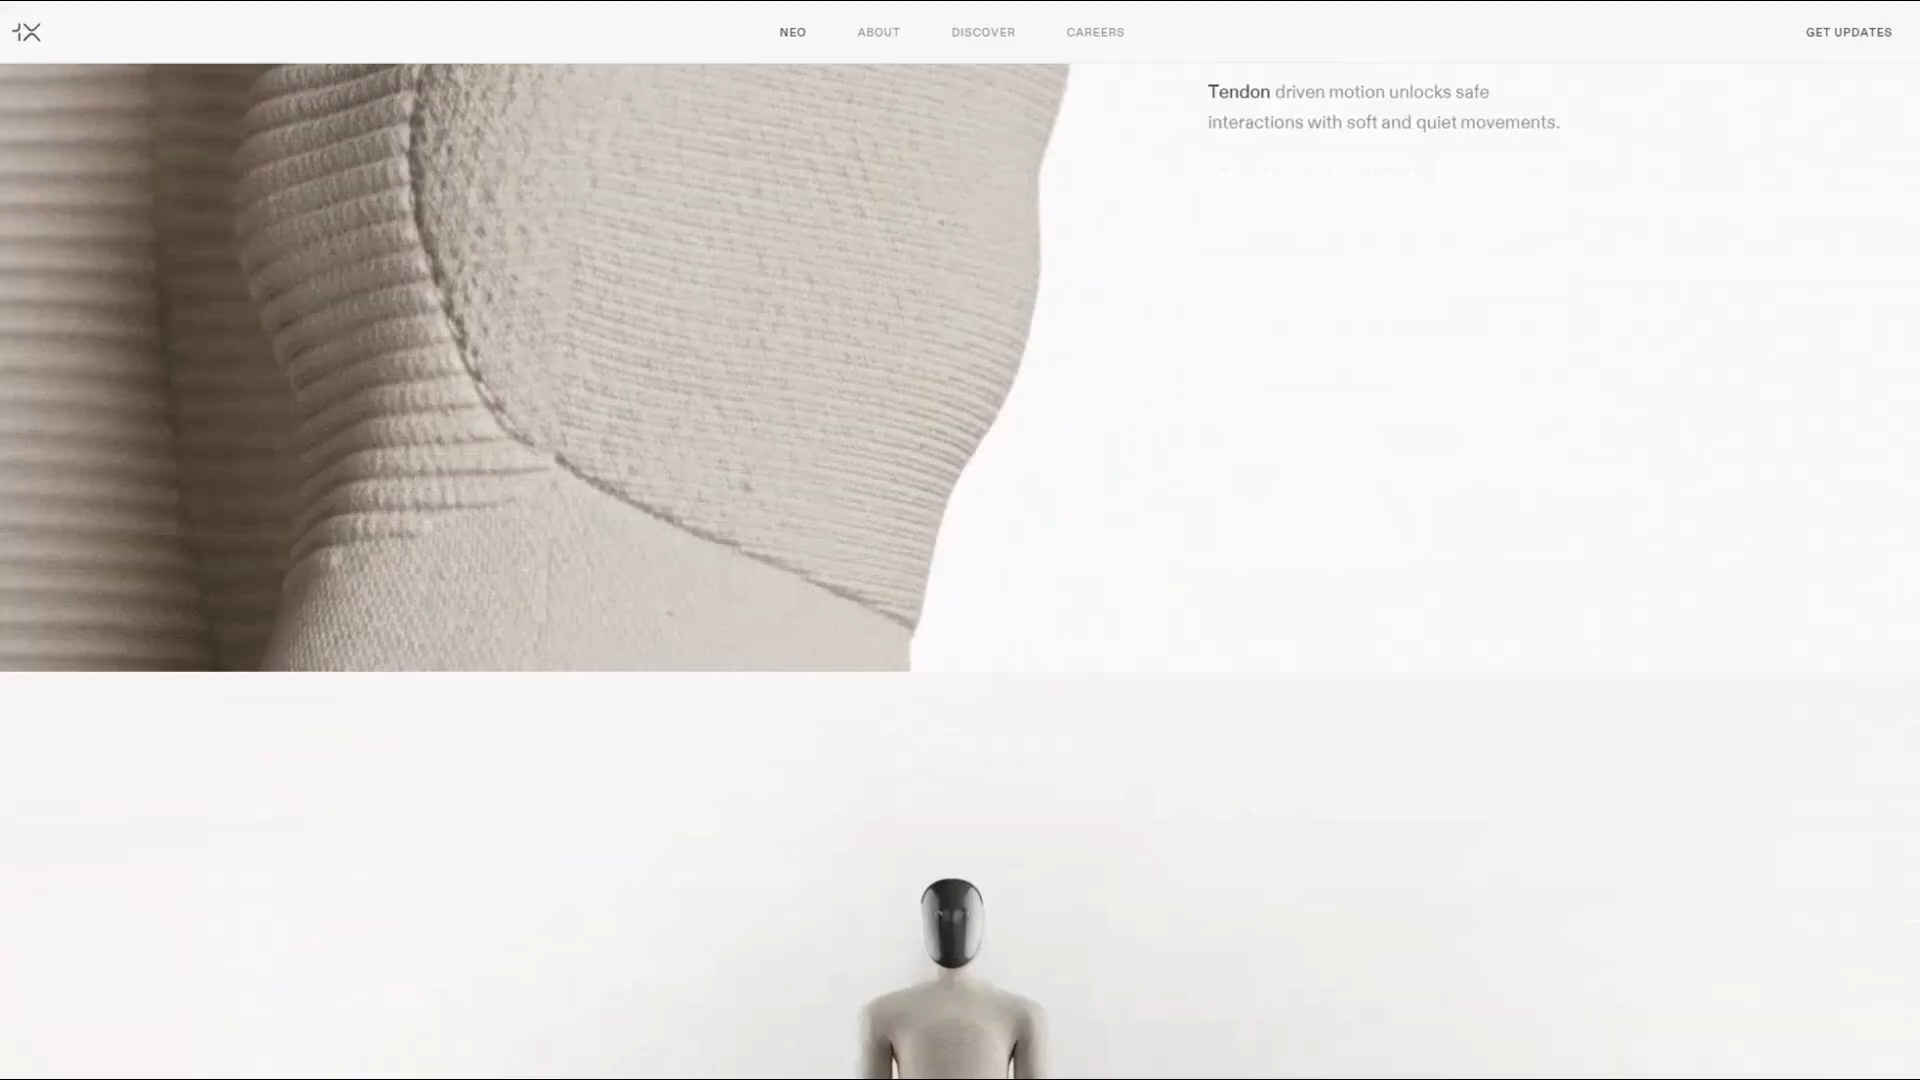 1X
NEO
ABOUT
DISCOVER
CAREERS
GET UPDATES
Tendon driven motion unlocks safe
interactions with soft and quiet movements.